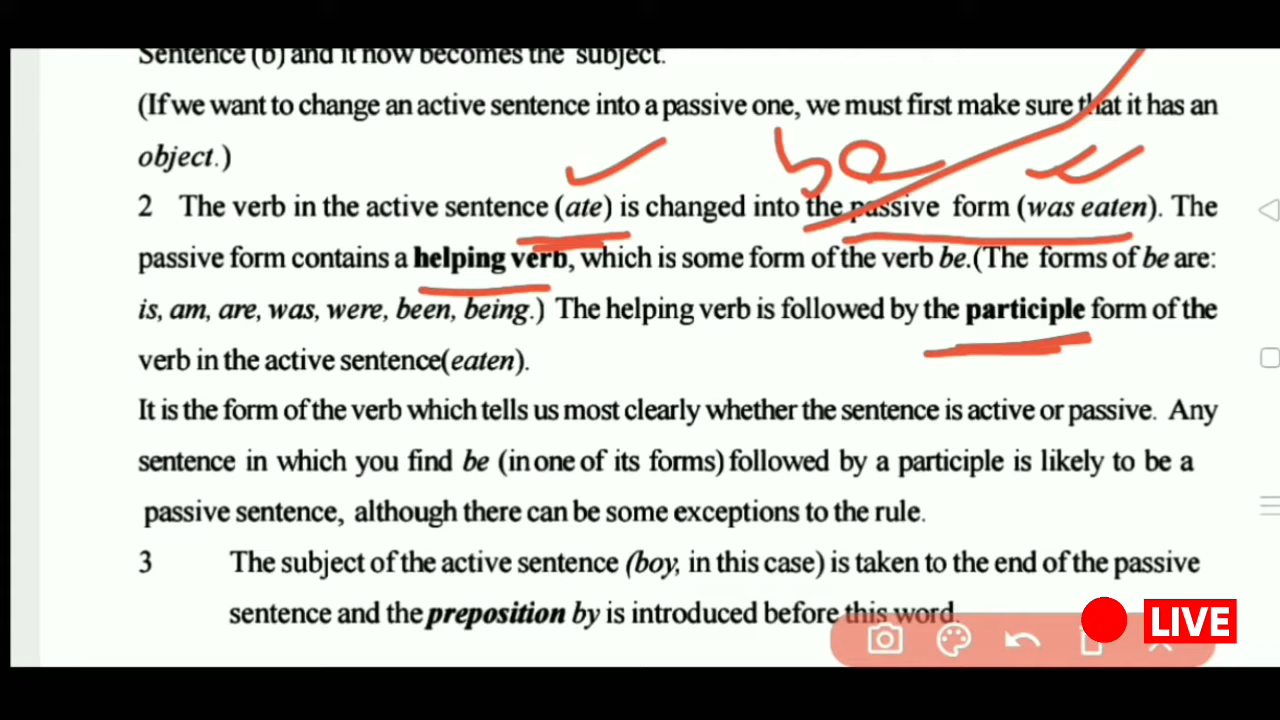 Sentence (b) and it now becomes the subject.
(If we want to change an active sentence into a passive one, we must first make sure that it has an
object.)
be
2 The verb in the active sentence (ate) is changed into the passive form (was eaten). The
passive form contains a helping verb, which is some form of the verb be.(The forms of be are:
is, am, are, was, were, been, being.) The helping verb is followed by the participle form of the
verb in the active sentence(eaten).
It is the form of the verb which tells us most clearly whether the sentence is active or passive. Any
sentence in which you find be (in one of its forms) followed by a participle is likely to be a
passive sentence, although there can be some exceptions to the rule.
3 The subject of the active sentence (boy, in this case) is taken to the end of the passive
sentence and the preposition by is introduced before this word.
LIVE